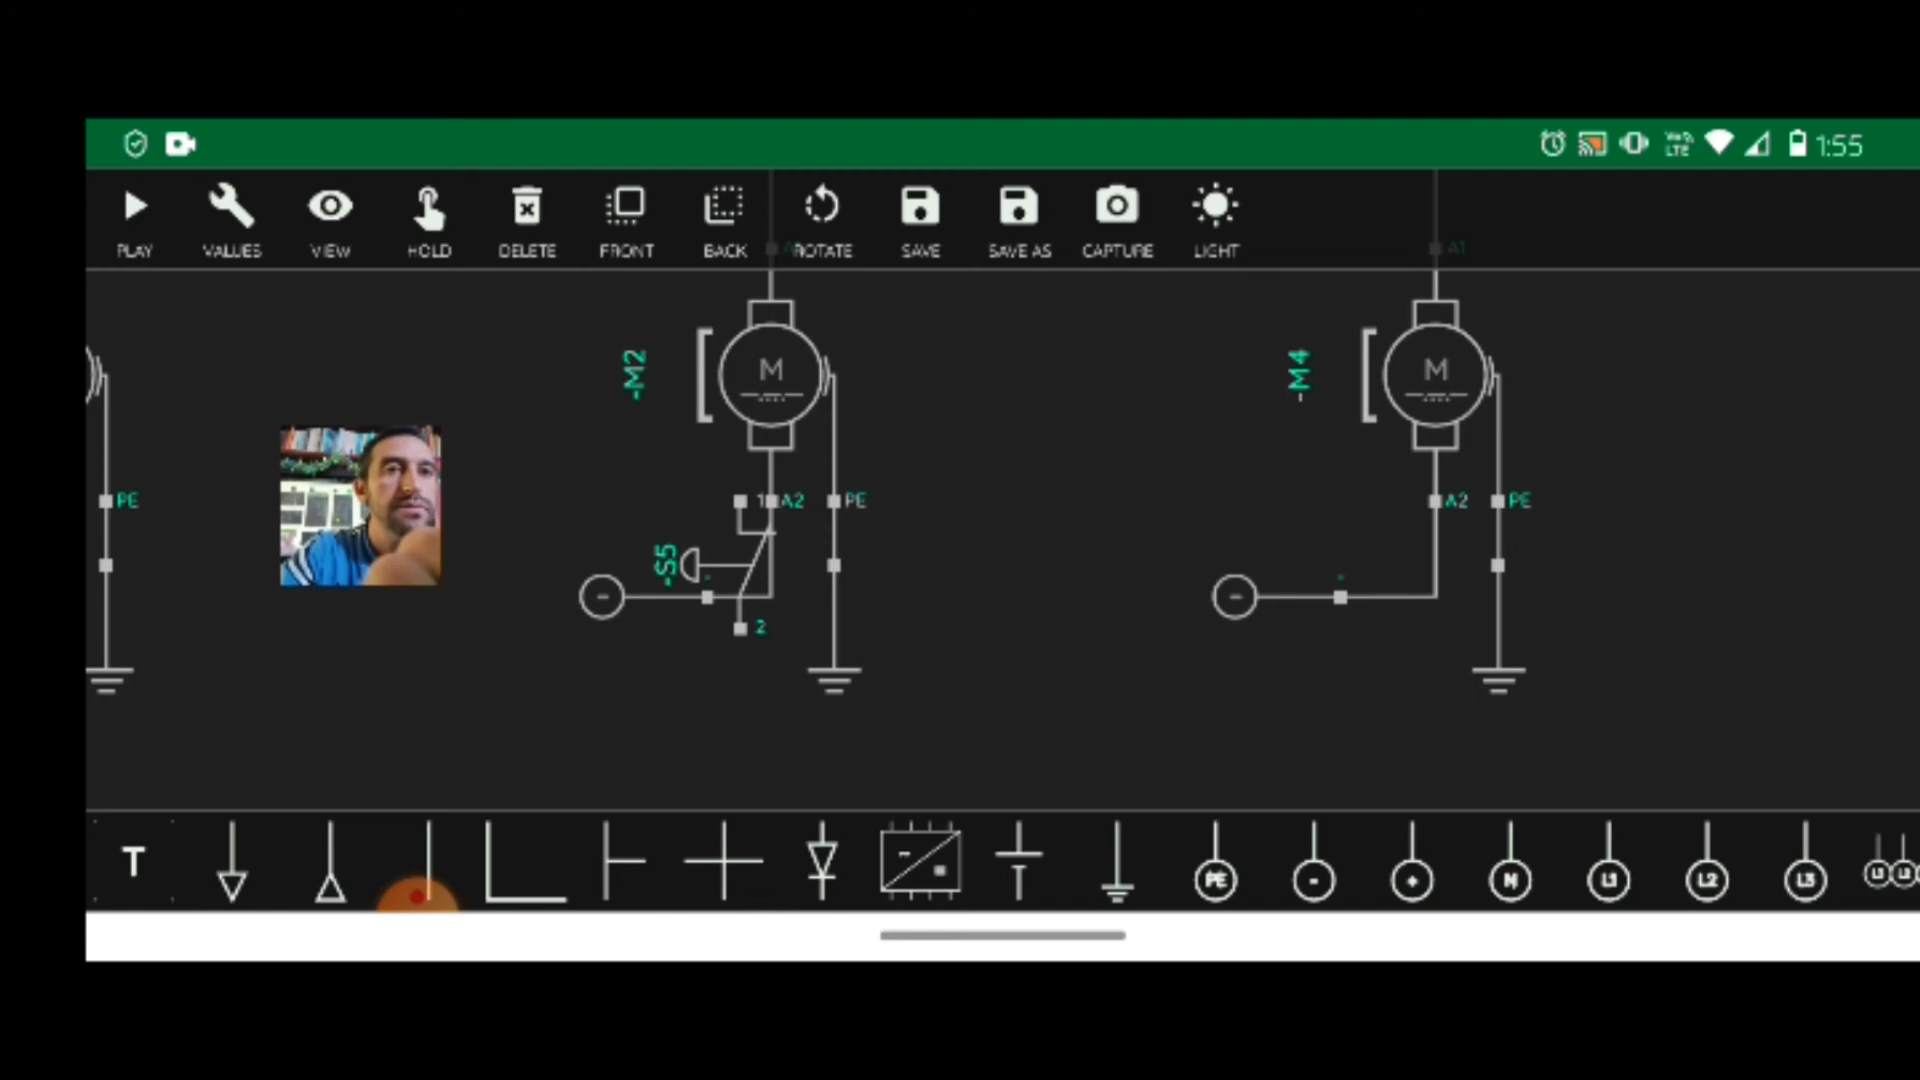 1:55
PLAY VALUES VIEW HOLD DELETE FRONT BACK ROTATE SAVE SAVE AS CAPTURE LIGHT
A1
-M2 M -M4 M
PE 1 A2 PE A2 PE
-S5
- -
2
T PE - + N L1 L2 L3